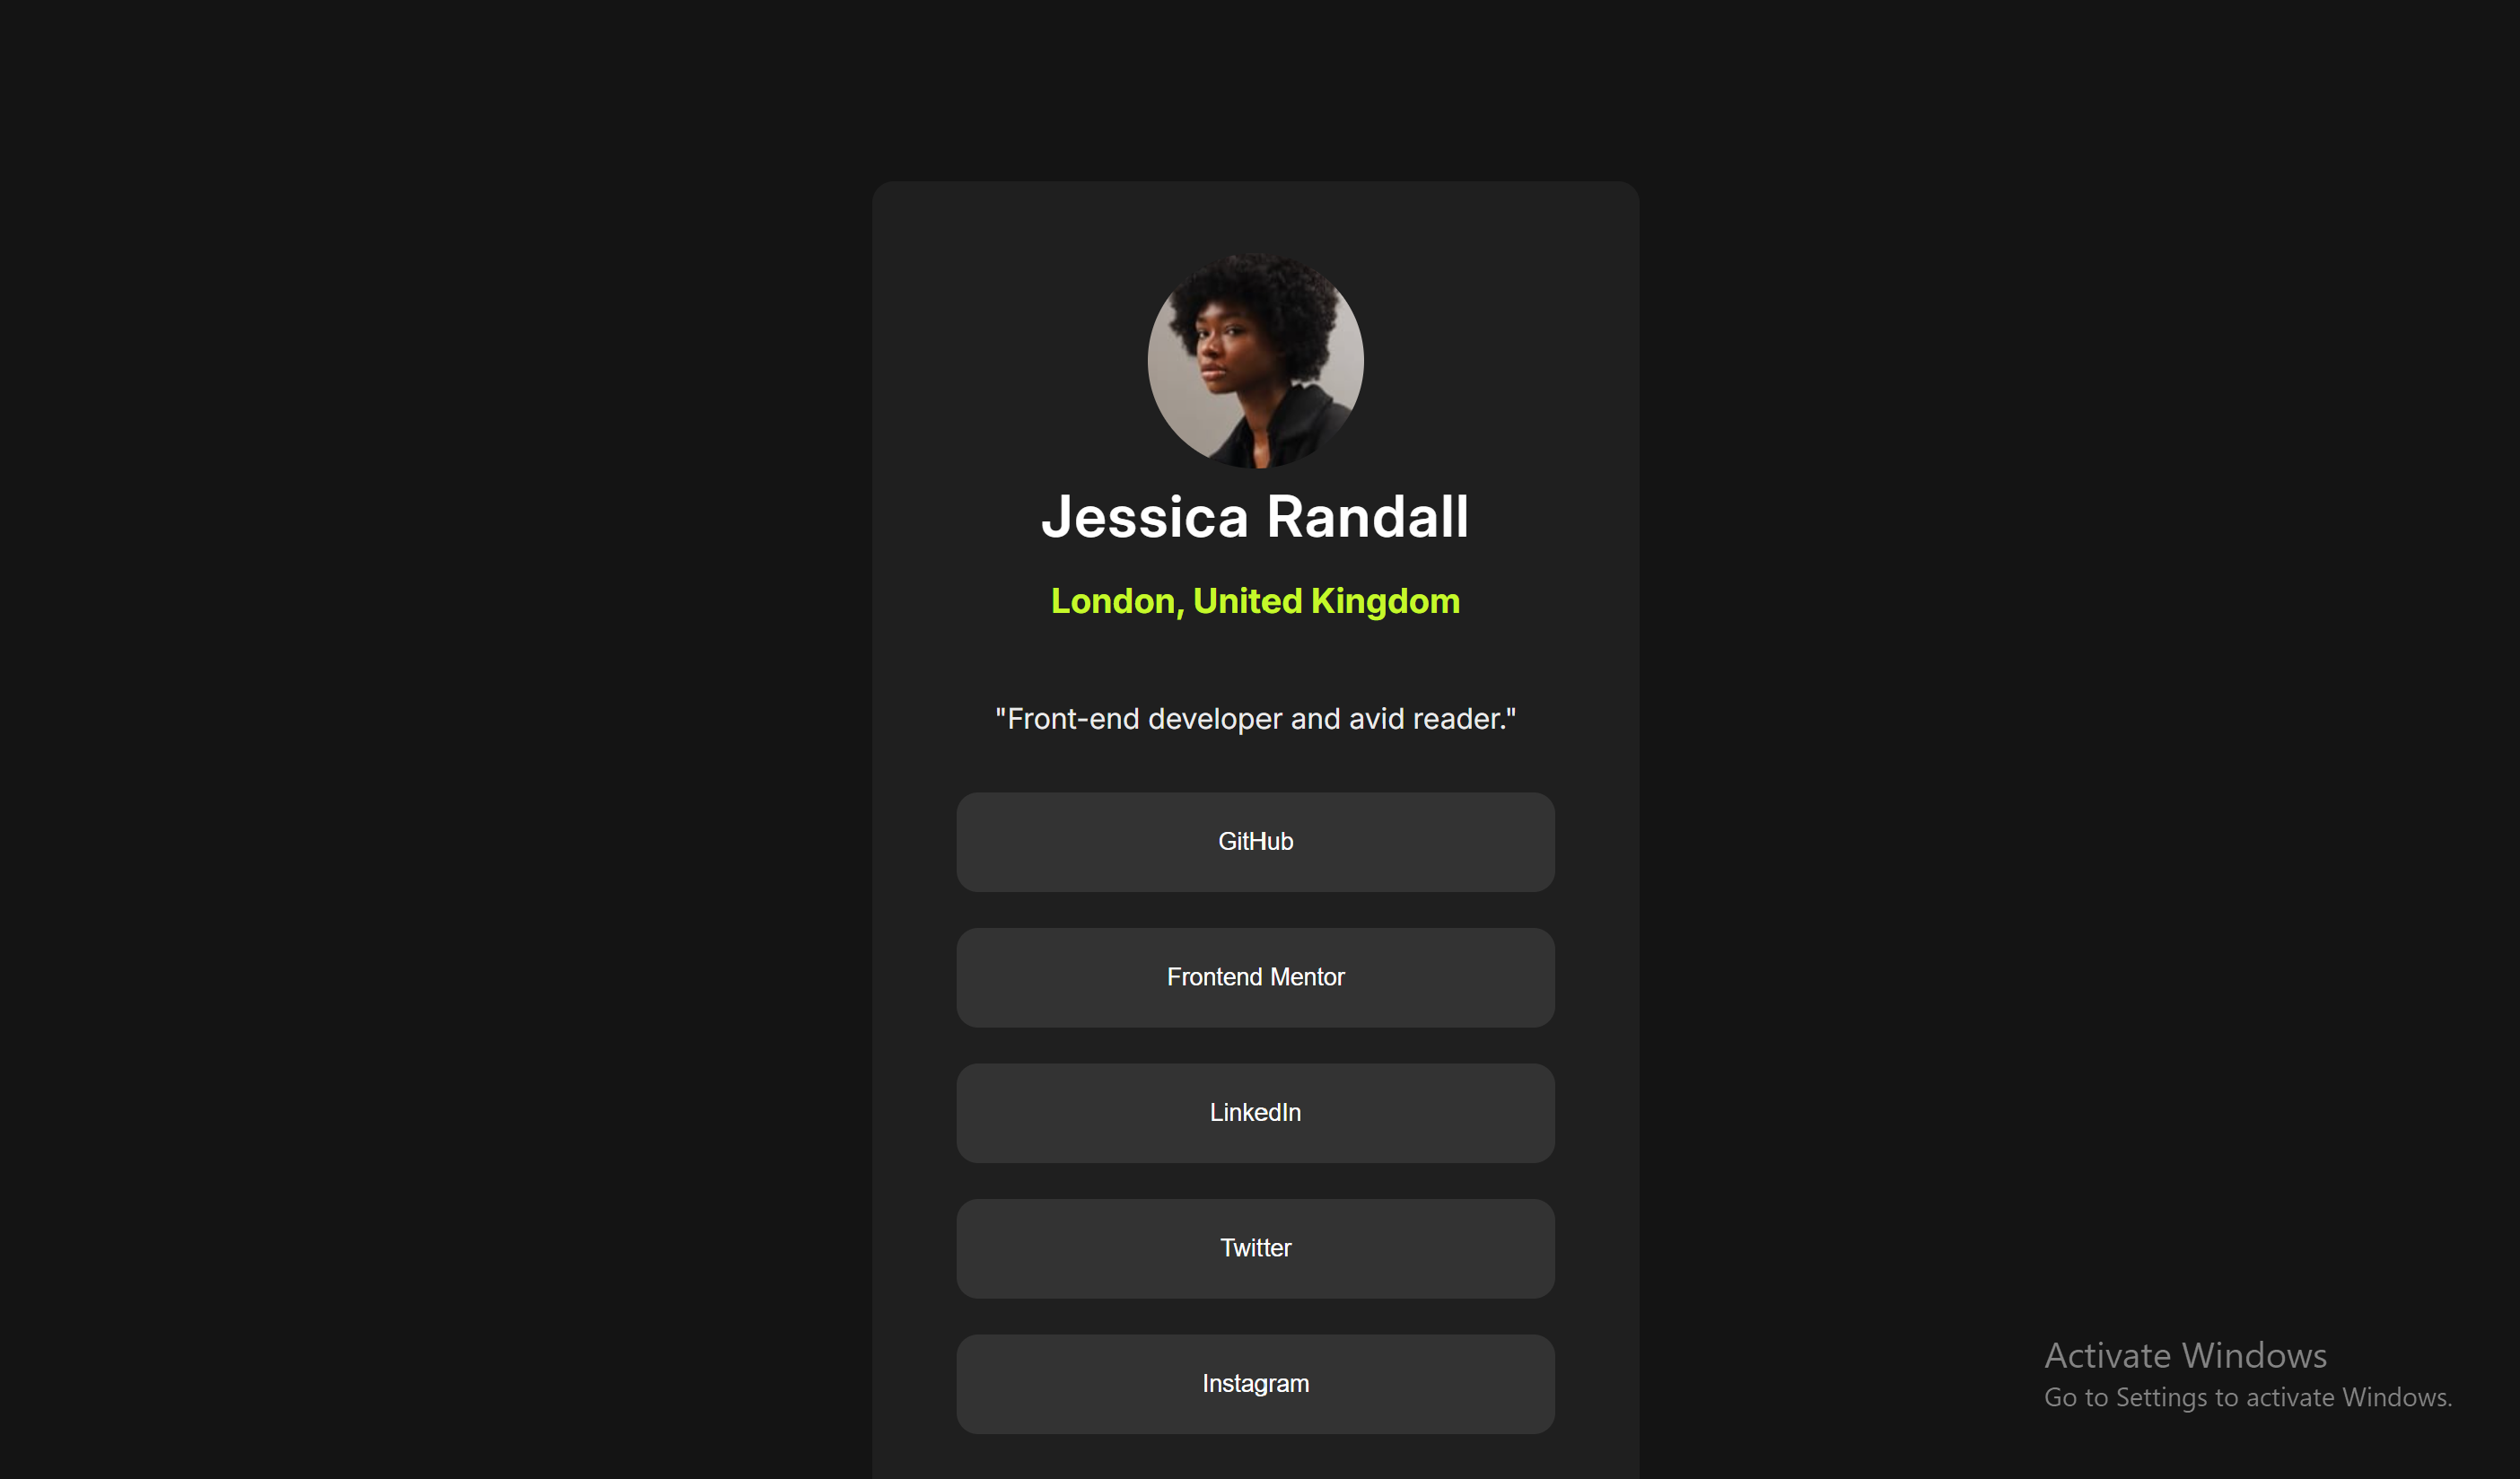 Jessica Randall
London, United Kingdom
"Front-end developer and avid reader."
GitHub
Frontend Mentor
LinkedIn
Twitter
Instagram
Activate Windows
Go to Settings to activate Windows.